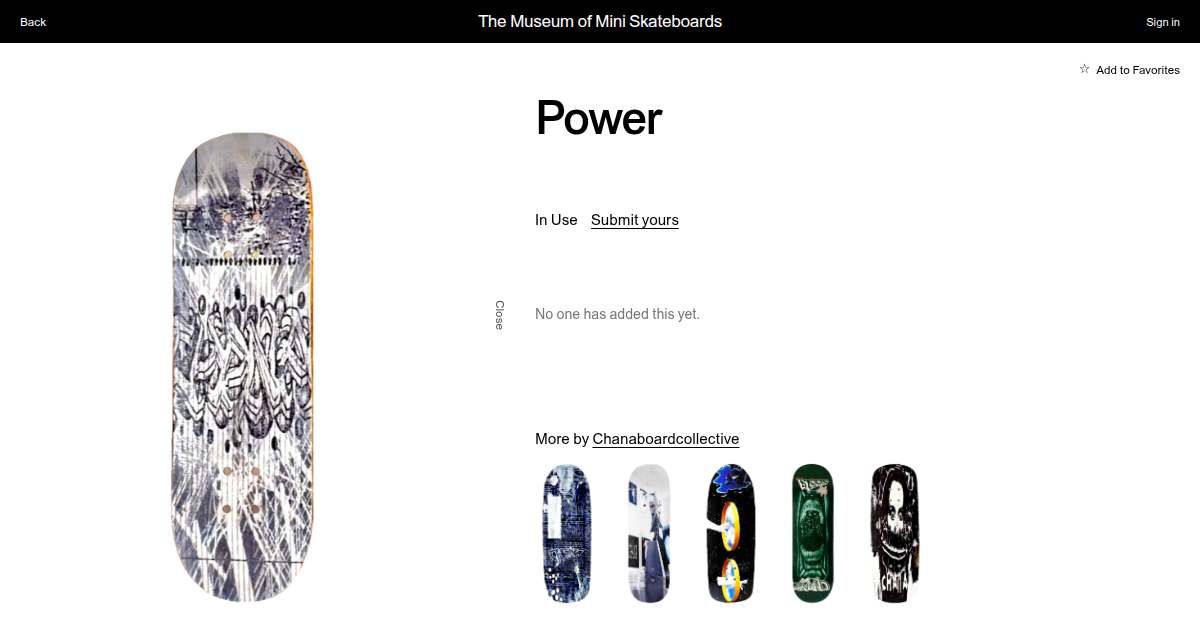 Back
The Museum of Mini Skateboards
Sign in
☆ Add to Favorites
Power
In Use Submit yours
Close
No one has added this yet.
More by Chanaboardcollective